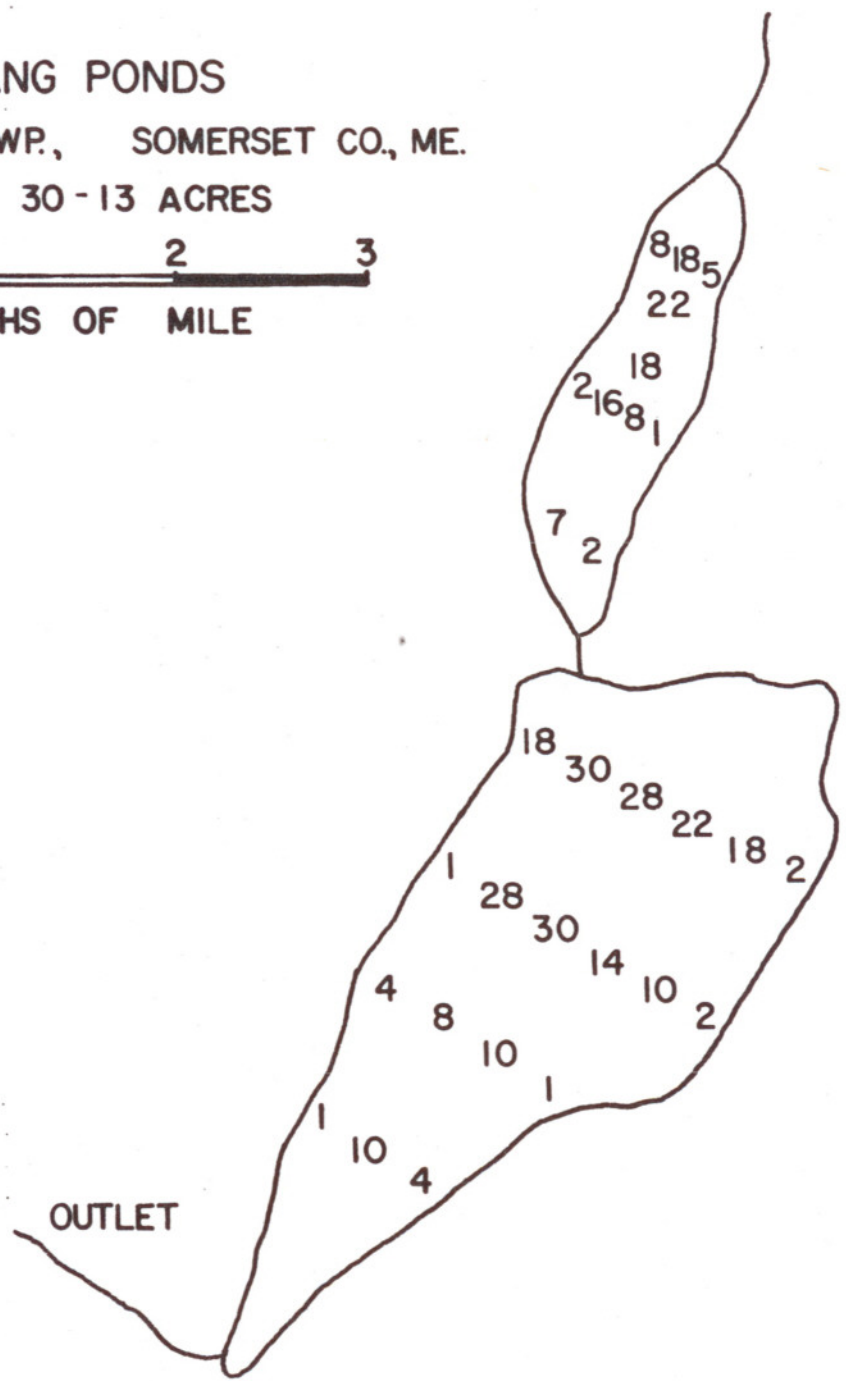 NG PONDS
WP., SOMERSET CO., ME.
30 - 13 ACRES
2 3
HS OF MILE
8 18 5
22
18
2 16 8 1
7 2
18 30 28 22 18 2
1 28 30 14 10 2
4 8 10 1
1 10 4
OUTLET